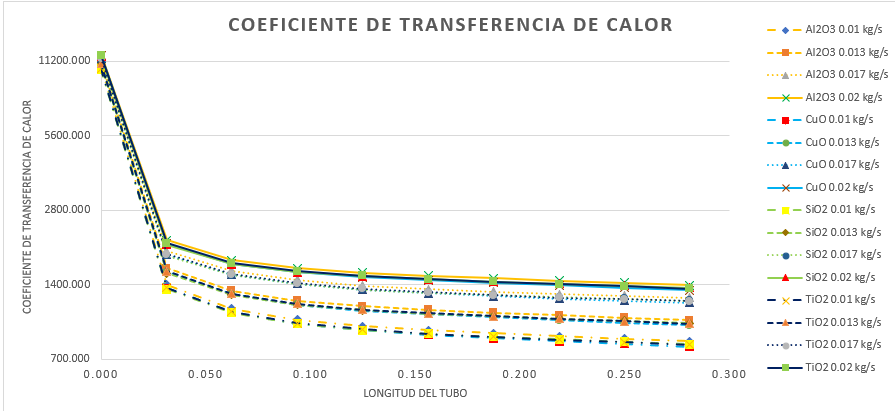 COEFICIENTE DE TRANSFERENCIA DE CALOR
COEFICIENTE DE TRANSFERENCIA DE CALOR
11200.000
5600.000
2800.000
1400.000
700.000
0.000
0.050
0.100
0.150
0.200
0.250
0.300
LONGITUD DEL TUBO
Al2O3 0.01 kg/s
Al2O3 0.013 kg/s
Al2O3 0.017 kg/s
Al2O3 0.02 kg/s
CuO 0.01 kg/s
CuO 0.013 kg/s
CuO 0.017 kg/s
CuO 0.02 kg/s
SiO2 0.01 kg/s
SiO2 0.013 kg/s
SiO2 0.017 kg/s
SiO2 0.02 kg/s
TiO2 0.01 kg/s
TiO2 0.013 kg/s
TiO2 0.017 kg/s
TiO2 0.02 kg/s